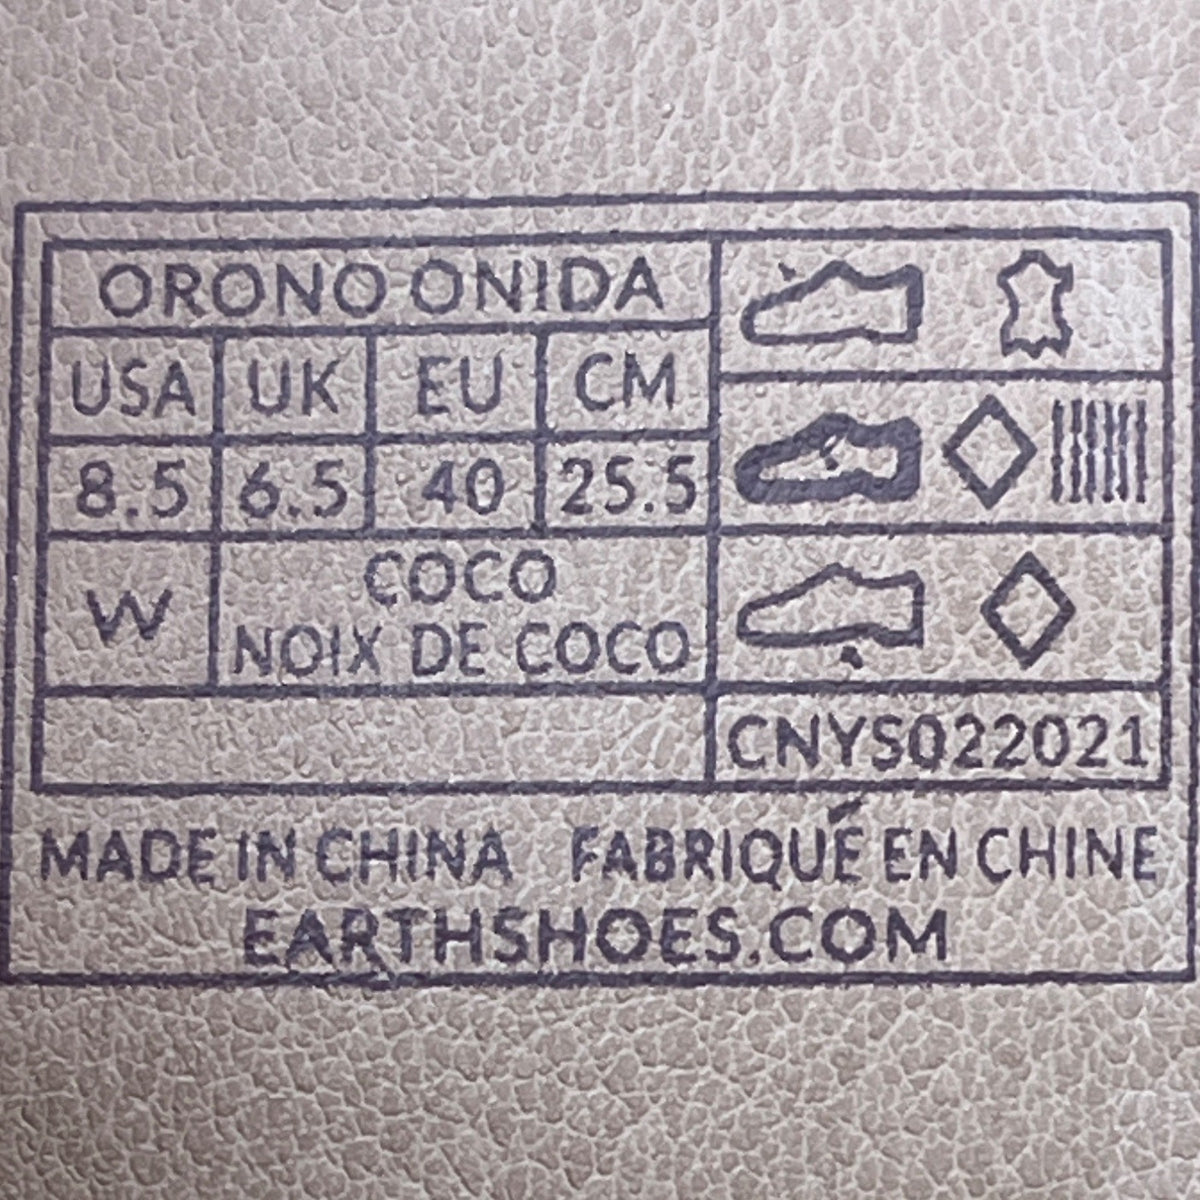 ORONO ONIDA
USA UK EU CM
8.5 6.5 40 25.5
W
COCO
NOIX DE COCO
CNYS022021
MADE IN CHINA FABRIQUÉ EN CHINE
EARTHSHOES.COM